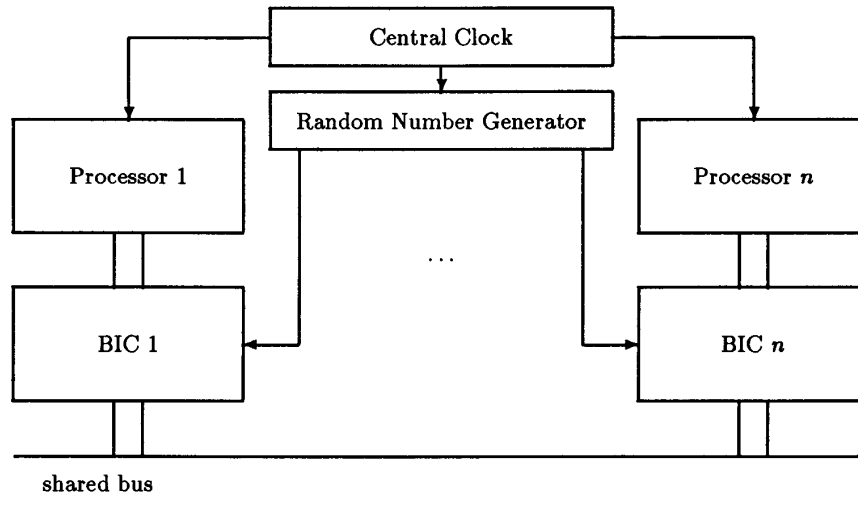 Central Clock
Random Number Generator
Processor 1
Processor n
...
BIC 1
BIC n
shared bus